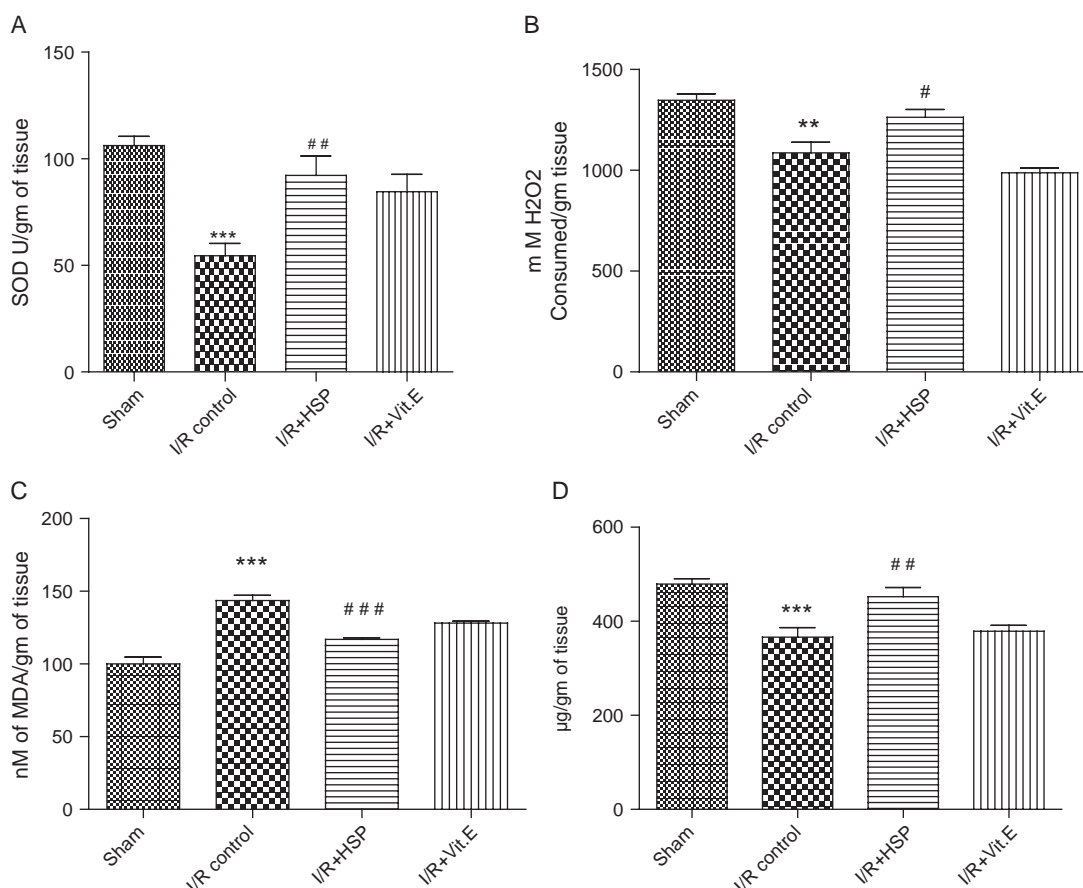 A
SOD U/gm of tissue
150
100
50
0
***
# #
Sham
I/R control
I/R+HSP
I/R+Vit.E
B
m M H2O2
Consumed/gm tissue
1500
1000
500
0
**
#
Sham
I/R control
I/R+HSP
I/R+Vit.E
C
nM of MDA/gm of tissue
200
150
100
50
0
***
# # #
Sham
I/R control
I/R+HSP
I/R+Vit.E
D
µg/gm of tissue
600
400
200
0
***
# #
Sham
I/R control
I/R+HSP
I/R+Vit.E